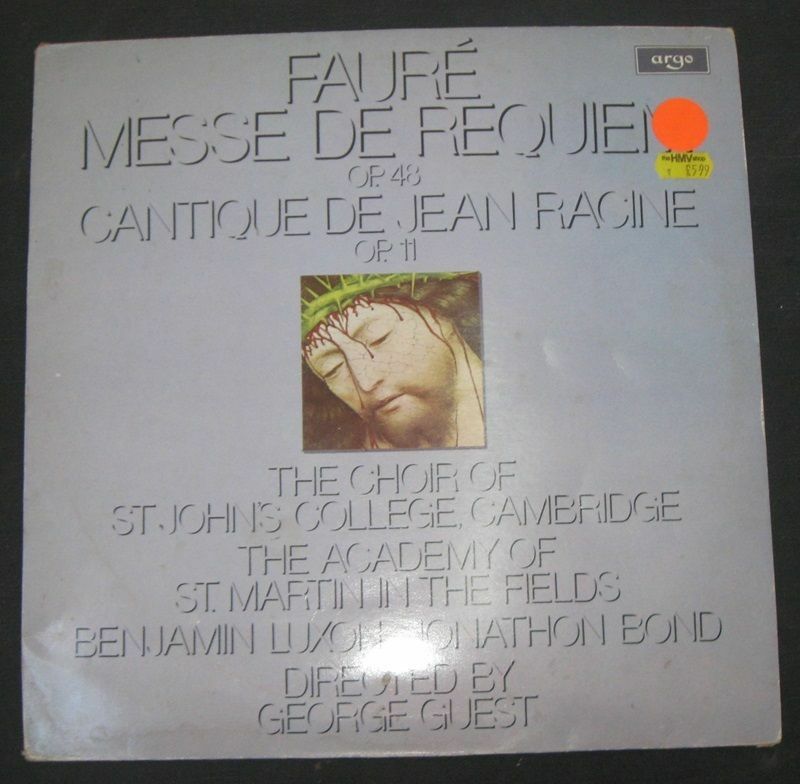 FAURÉ
argo
MESSE DE REQUIEM
the HMV shop
£5.99
OP. 48
CANTIQUE DE JEAN RACINE
OP. 11
THE CHOIR OF
ST. JOHN'S COLLEGE, CAMBRIDGE
THE ACADEMY OF
ST. MARTIN IN THE FIELDS
BENJAMIN LUXON JONATHON BOND
DIRECTED BY
GEORGE GUEST